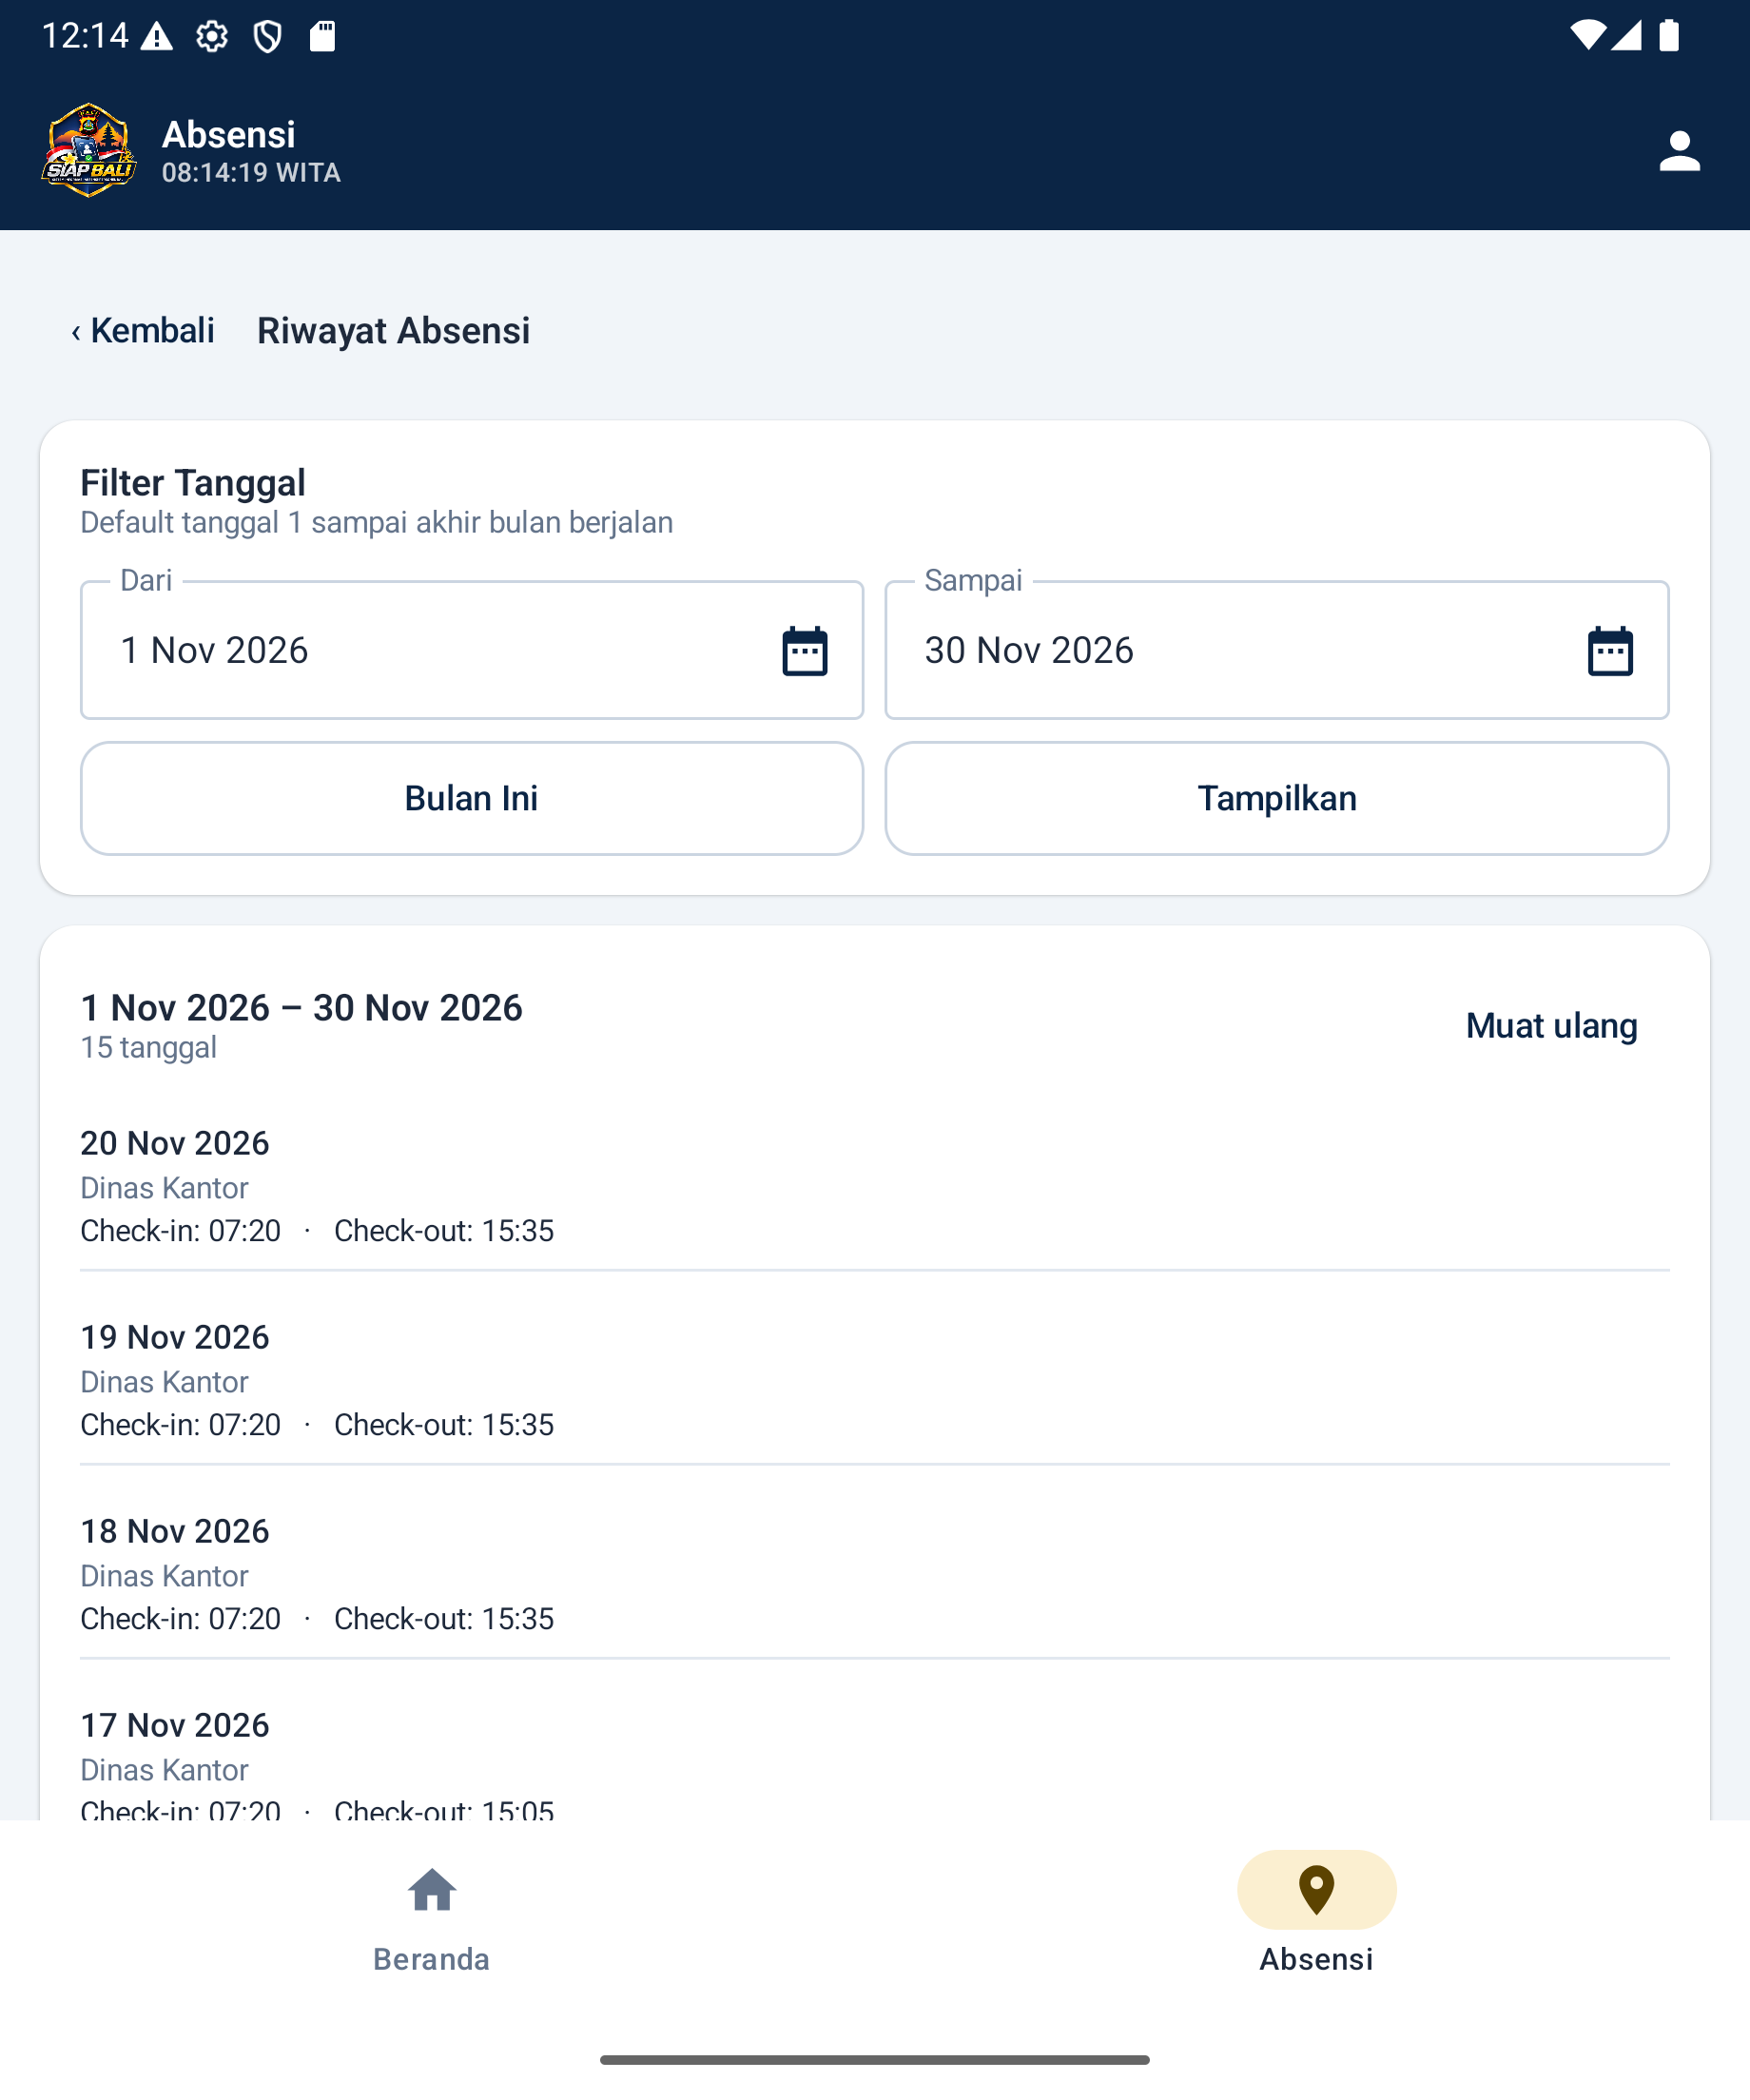 12:14
SIAP BALI
Absensi
08:14:19 WITA
‹ Kembali
Riwayat Absensi
Filter Tanggal
Default tanggal 1 sampai akhir bulan berjalan
Dari
1 Nov 2026
Sampai
30 Nov 2026
Bulan Ini
Tampilkan
1 Nov 2026 – 30 Nov 2026
15 tanggal
Muat ulang
20 Nov 2026
Dinas Kantor
Check-in: 07:20 · Check-out: 15:35
19 Nov 2026
Dinas Kantor
Check-in: 07:20 · Check-out: 15:35
18 Nov 2026
Dinas Kantor
Check-in: 07:20 · Check-out: 15:35
17 Nov 2026
Dinas Kantor
Check-in: 07:20 · Check-out: 15:05
Beranda
Absensi